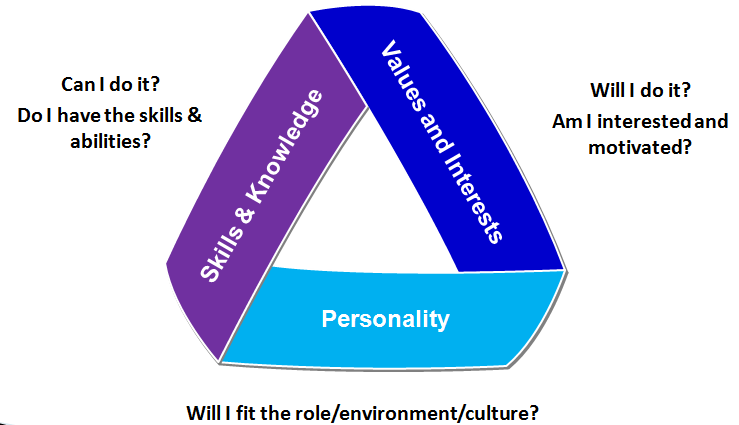 Can I do it?
Do I have the skills &
abilities?
Skills & Knowledge
Values and Interests
Will I do it?
Am I interested and
motivated?
Personality
Will I fit the role/environment/culture?